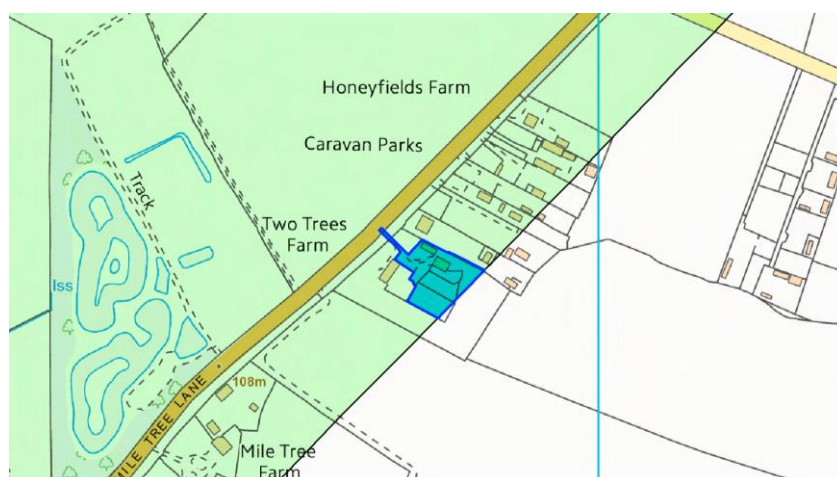 Honeyfields Farm
Caravan Parks
Track
Two Trees
Farm
Iss
108m
MILE TREE LANE
Mile Tree
Farm